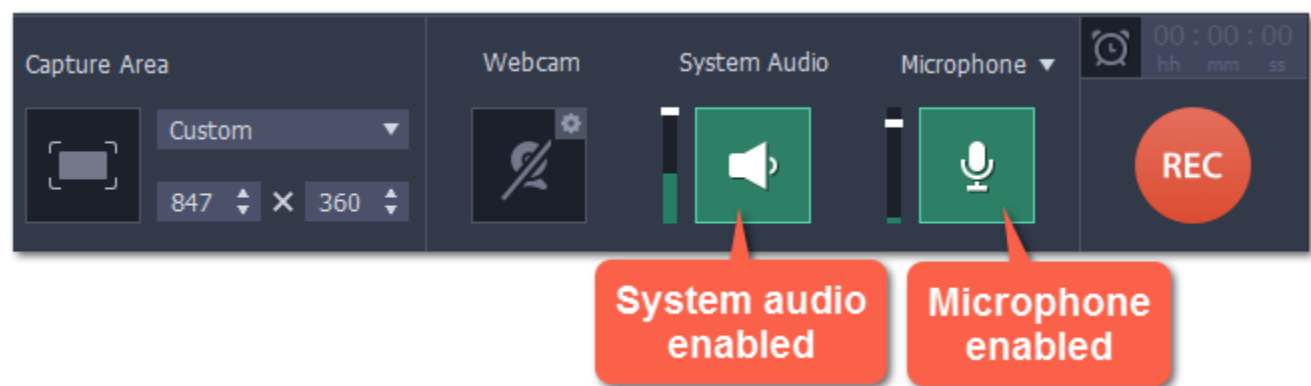 Capture Area
Custom
847 × 360
Webcam
System Audio
Microphone
00 : 00 : 00
hh mm ss
REC
System audio
enabled
Microphone
enabled